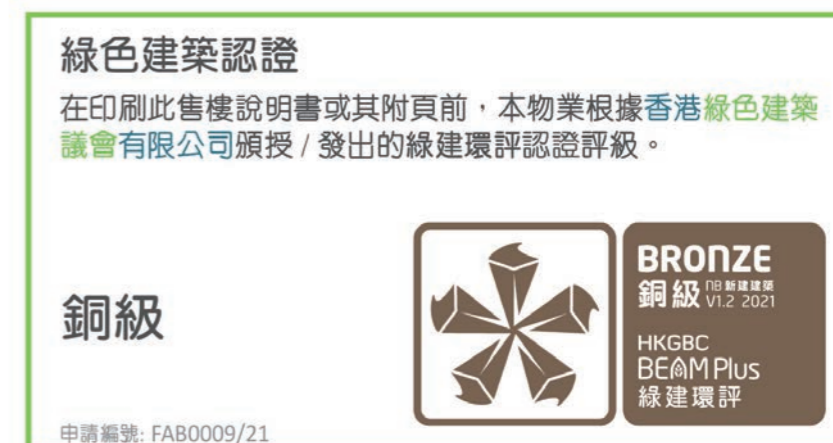 綠色建築認證
在印刷此售樓說明書或其附頁前，本物業根據香港綠色建築
議會有限公司頒授 / 發出的綠建環評認證評級。
銅級
BRONZE
銅級 NB 新建建築
V1.2 2021
HKGBC
BEAM Plus
綠建環評
申請編號: FAB0009/21